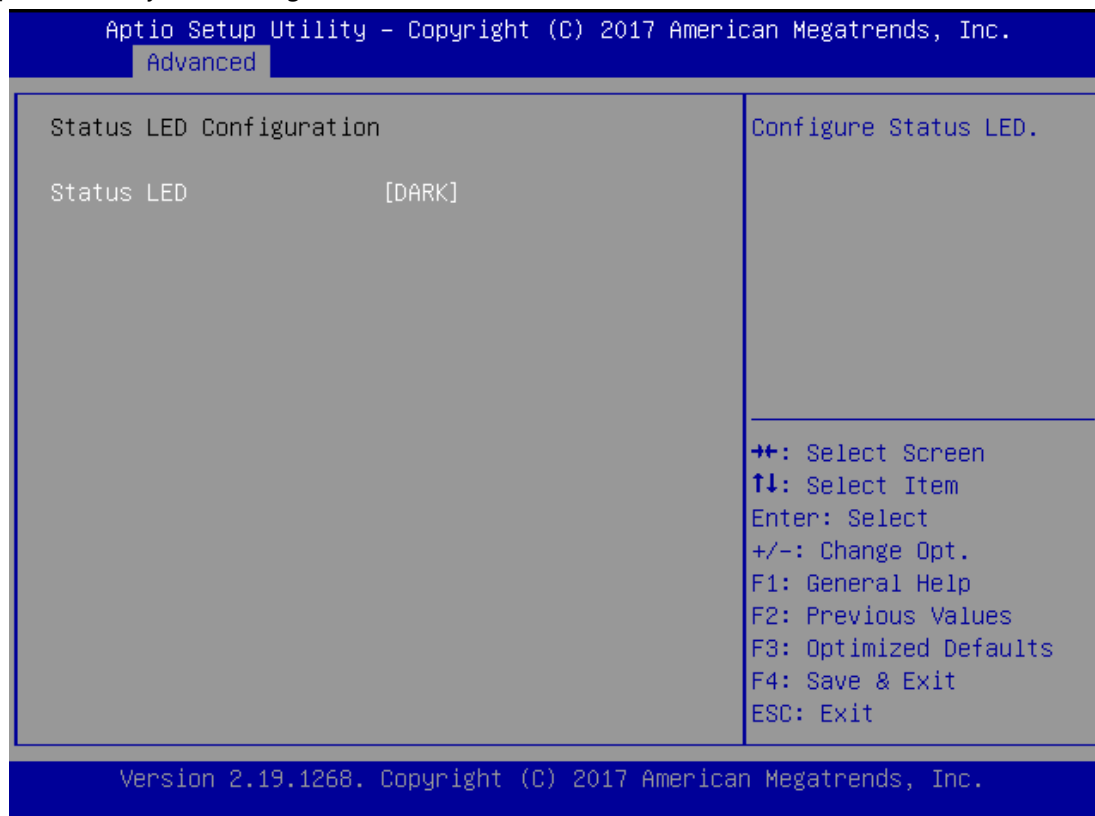 Aptio Setup Utility – Copyright (C) 2017 American Megatrends, Inc.
Advanced
Status LED Configuration
Status LED [DARK]
Configure Status LED.
→←: Select Screen
↑↓: Select Item
Enter: Select
+/-: Change Opt.
F1: General Help
F2: Previous Values
F3: Optimized Defaults
F4: Save & Exit
ESC: Exit
Version 2.19.1268. Copyright (C) 2017 American Megatrends, Inc.